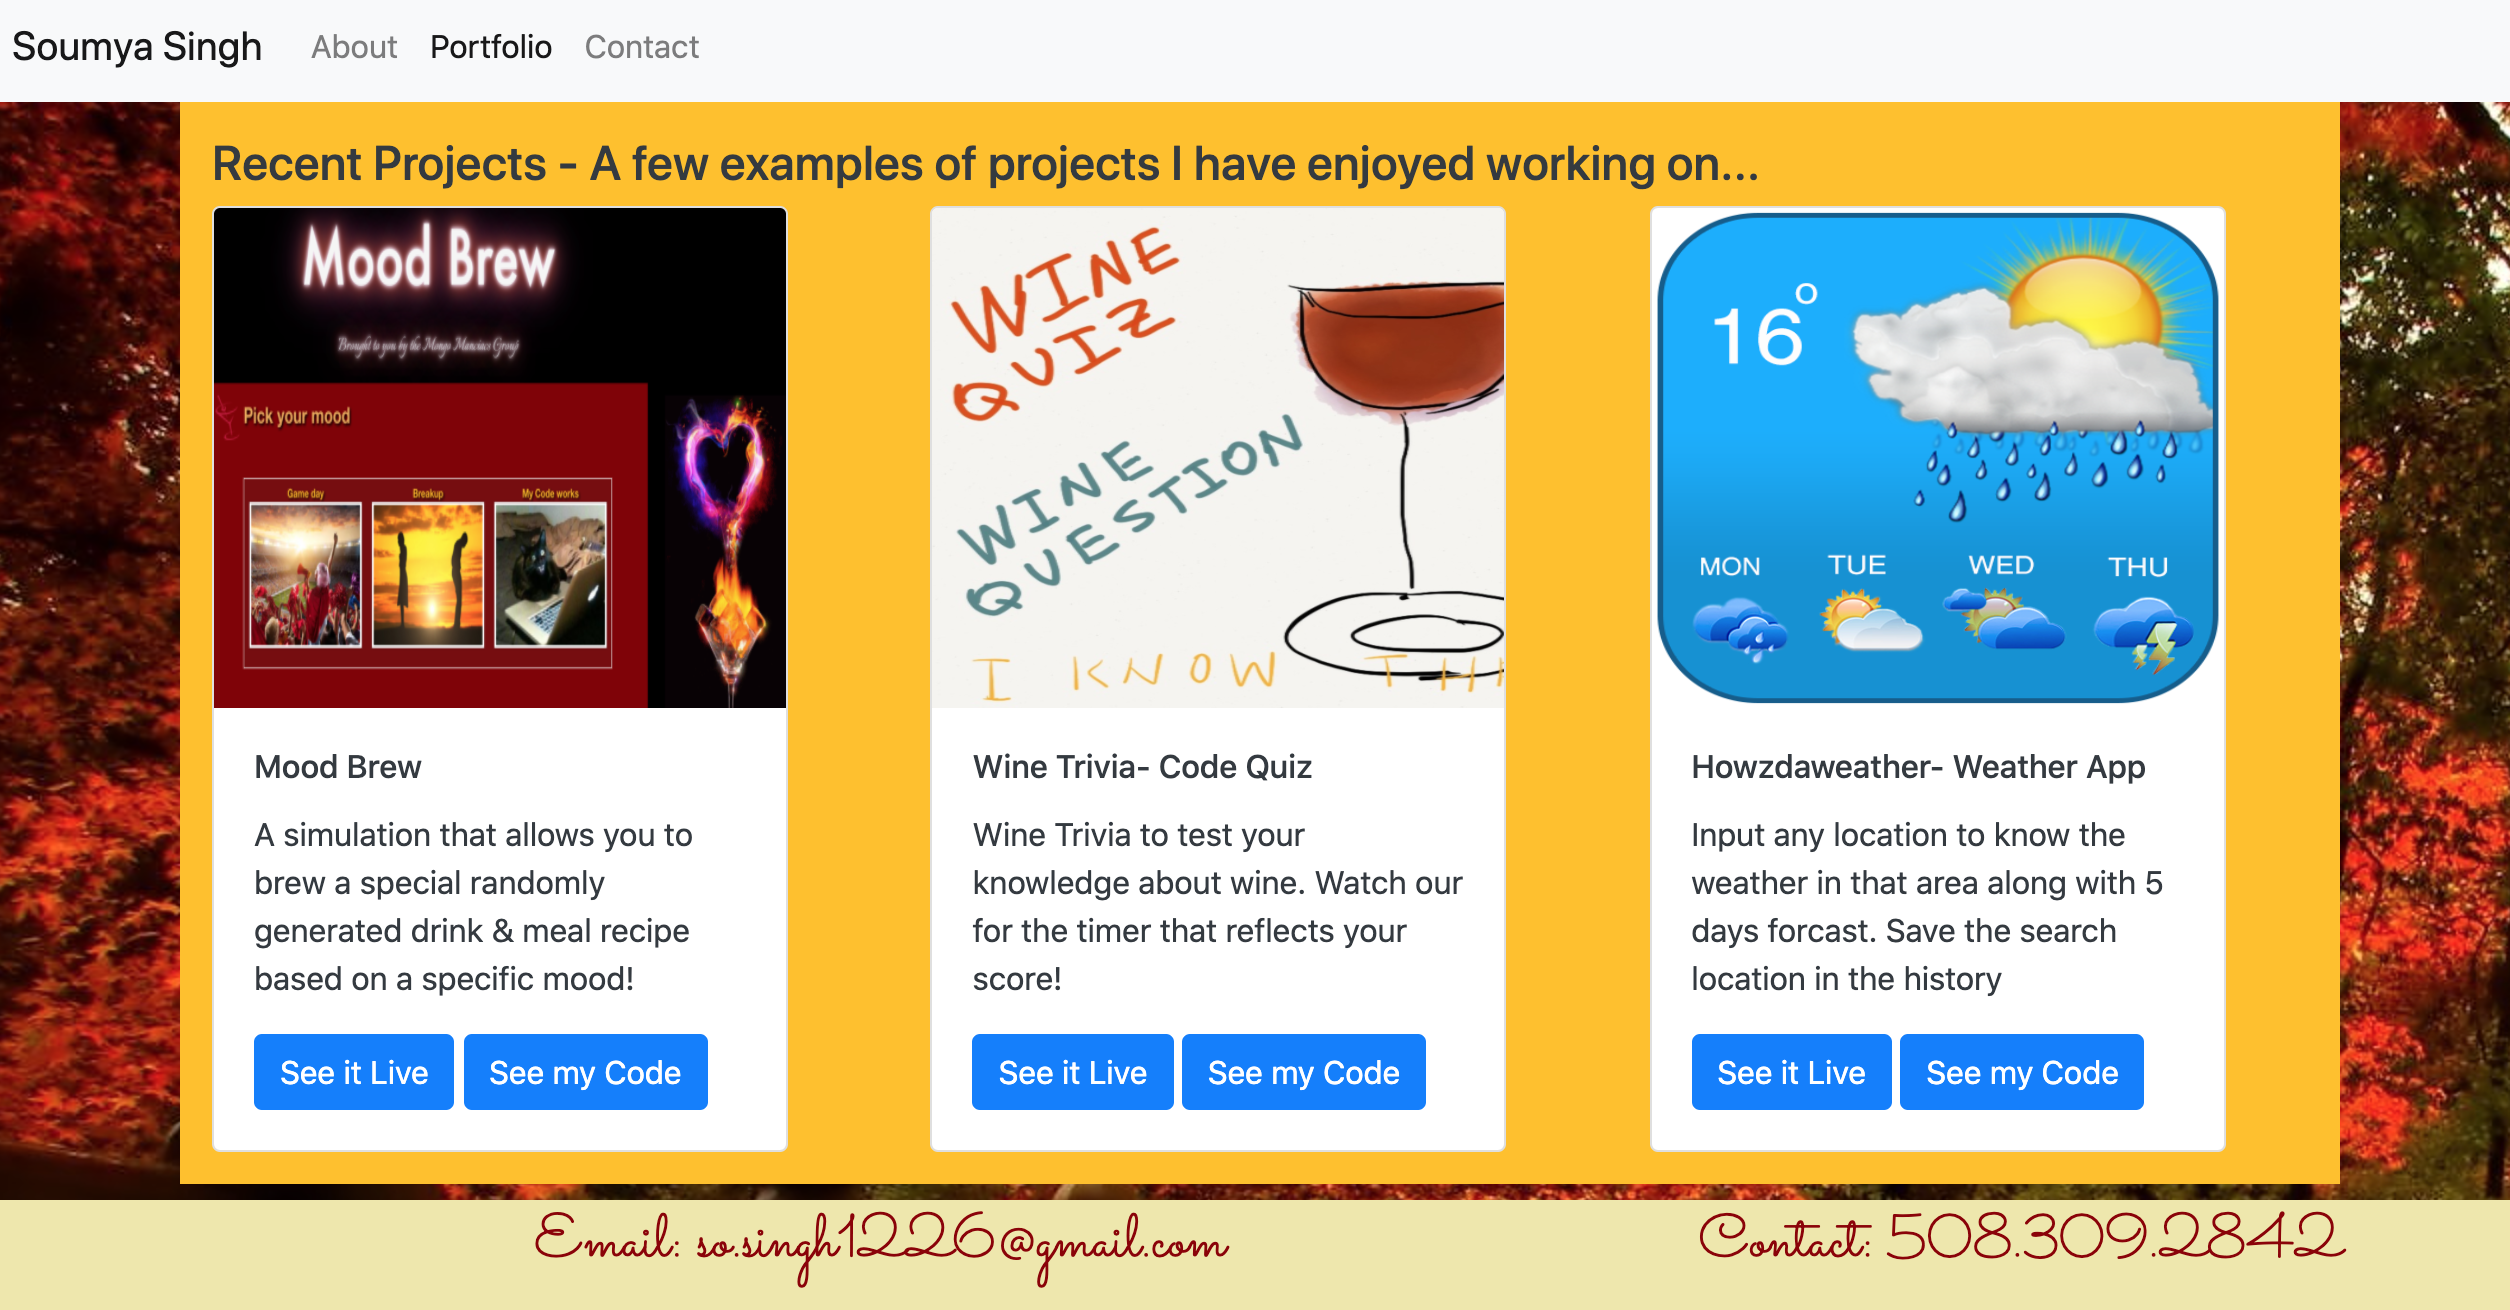 Soumya Singh About Portfolio Contact
Recent Projects - A few examples of projects I have enjoyed working on...
Mood Brew
Brought to you by the Mongo Maniacs Group
Pick your mood
Game day Breakup My Code works
WINE
QUIZ
WINE
QUESTION
I KNOW TH
16°
MON TUE WED THU
Mood Brew
A simulation that allows you to
brew a special randomly
generated drink & meal recipe
based on a specific mood!
See it Live See my Code
Wine Trivia- Code Quiz
Wine Trivia to test your
knowledge about wine. Watch our
for the timer that reflects your
score!
See it Live See my Code
Howzdaweather- Weather App
Input any location to know the
weather in that area along with 5
days forcast. Save the search
location in the history
See it Live See my Code
Email: so.singh1226@gmail.com Contact: 508.309.2842